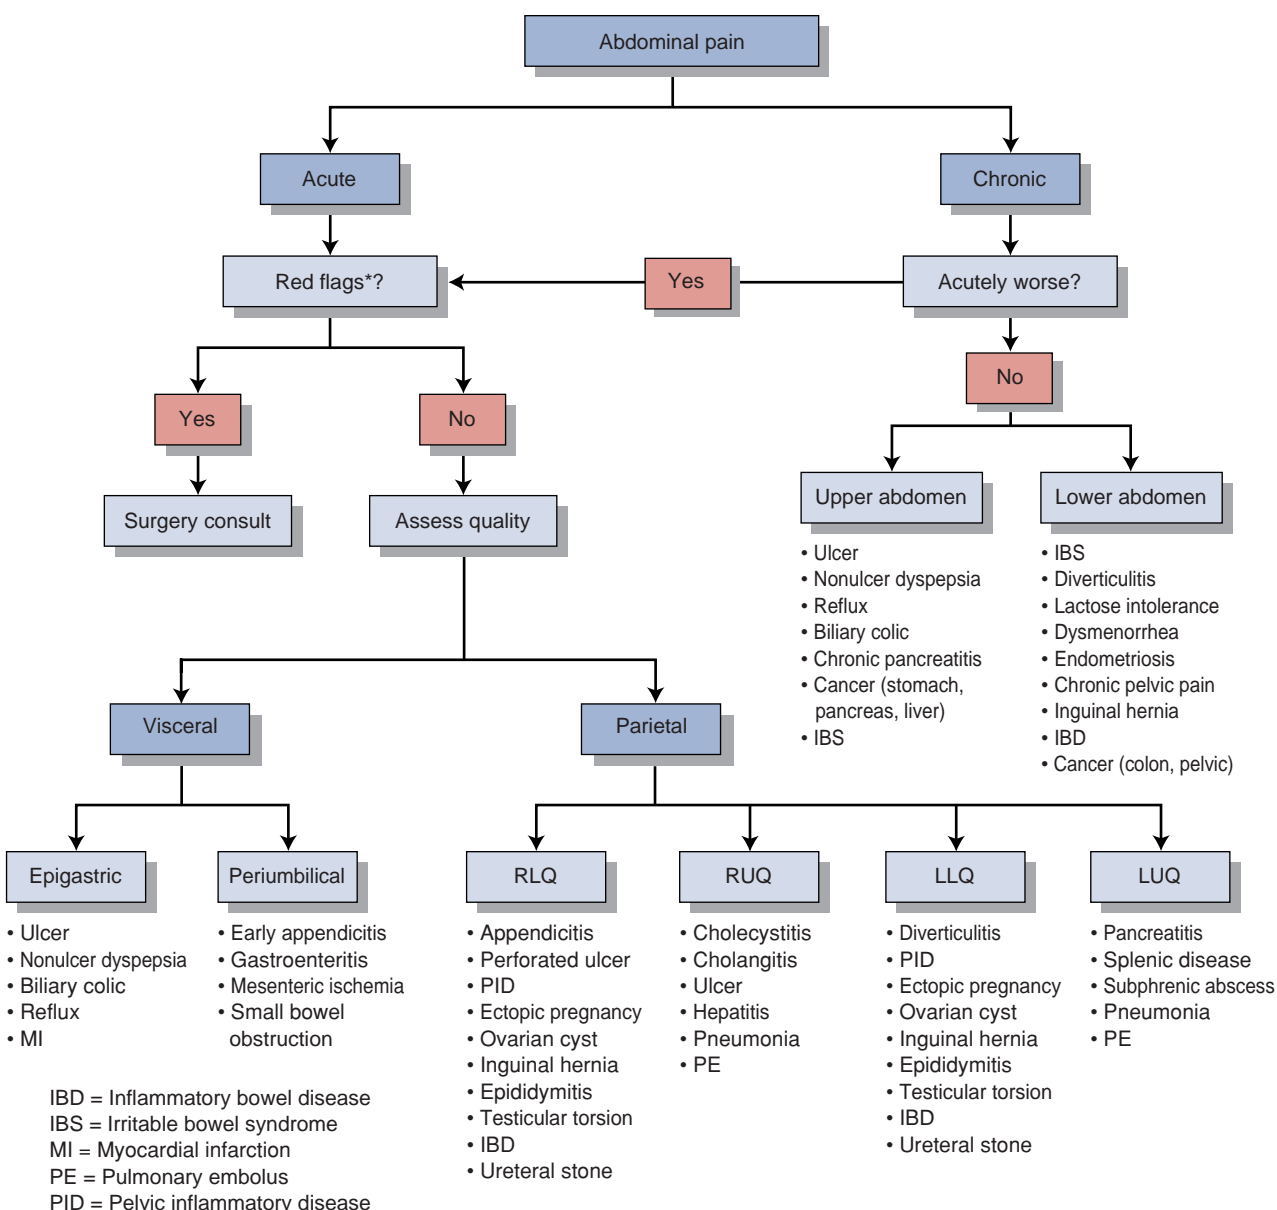 Abdominal pain
Acute
Chronic
Red flags*?
Yes
Acutely worse?
No
Yes
No
Surgery consult
Assess quality
Upper abdomen
• Ulcer
• Nonulcer dyspepsia
• Reflux
• Biliary colic
• Chronic pancreatitis
• Cancer (stomach,
pancreas, liver)
• IBS
Lower abdomen
• IBS
• Diverticulitis
• Lactose intolerance
• Dysmenorrhea
• Endometriosis
• Chronic pelvic pain
• Inguinal hernia
• IBD
• Cancer (colon, pelvic)
Visceral
Parietal
Epigastric
• Ulcer
• Nonulcer dyspepsia
• Biliary colic
• Reflux
• MI
Periumbilical
• Early appendicitis
• Gastroenteritis
• Mesenteric ischemia
• Small bowel
obstruction
RLQ
• Appendicitis
• Perforated ulcer
• PID
• Ectopic pregnancy
• Ovarian cyst
• Inguinal hernia
• Epididymitis
• Testicular torsion
• IBD
• Ureteral stone
RUQ
• Cholecystitis
• Cholangitis
• Ulcer
• Hepatitis
• Pneumonia
• PE
LLQ
• Diverticulitis
• PID
• Ectopic pregnancy
• Ovarian cyst
• Inguinal hernia
• Epididymitis
• Testicular torsion
• IBD
• Ureteral stone
LUQ
• Pancreatitis
• Splenic disease
• Subphrenic abscess
• Pneumonia
• PE
IBD = Inflammatory bowel disease
IBS = Irritable bowel syndrome
MI = Myocardial infarction
PE = Pulmonary embolus
PID = Pelvic inflammatory disease